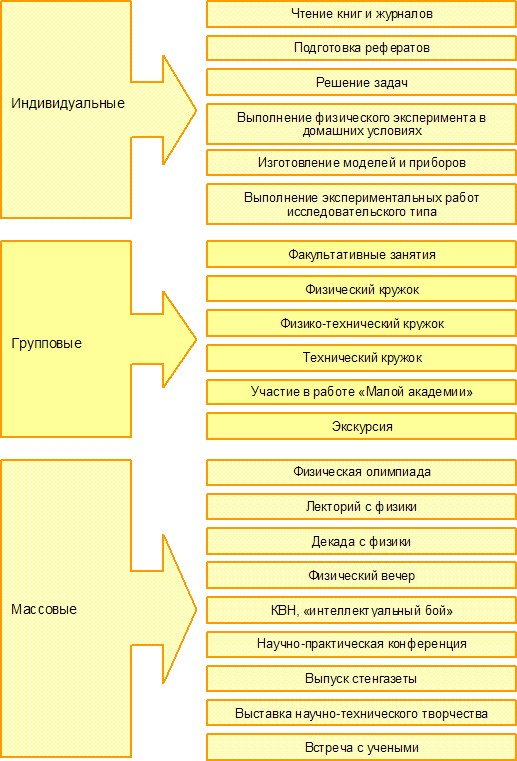 Индивидуальные
Чтение книг и журналов
Подготовка рефератов
Решение задач
Выполнение физического эксперимента в
домашних условиях
Изготовление моделей и приборов
Выполнение экспериментальных работ
исследовательского типа
Групповые
Факультативные занятия
Физический кружок
Физико-технический кружок
Технический кружок
Участие в работе «Малой академии»
Экскурсия
Массовые
Физическая олимпиада
Лекторий с физики
Декада с физики
Физический вечер
КВН, «интеллектуальный бой»
Научно-практическая конференция
Выпуск стенгазеты
Выставка научно-технического творчества
Встреча с учеными